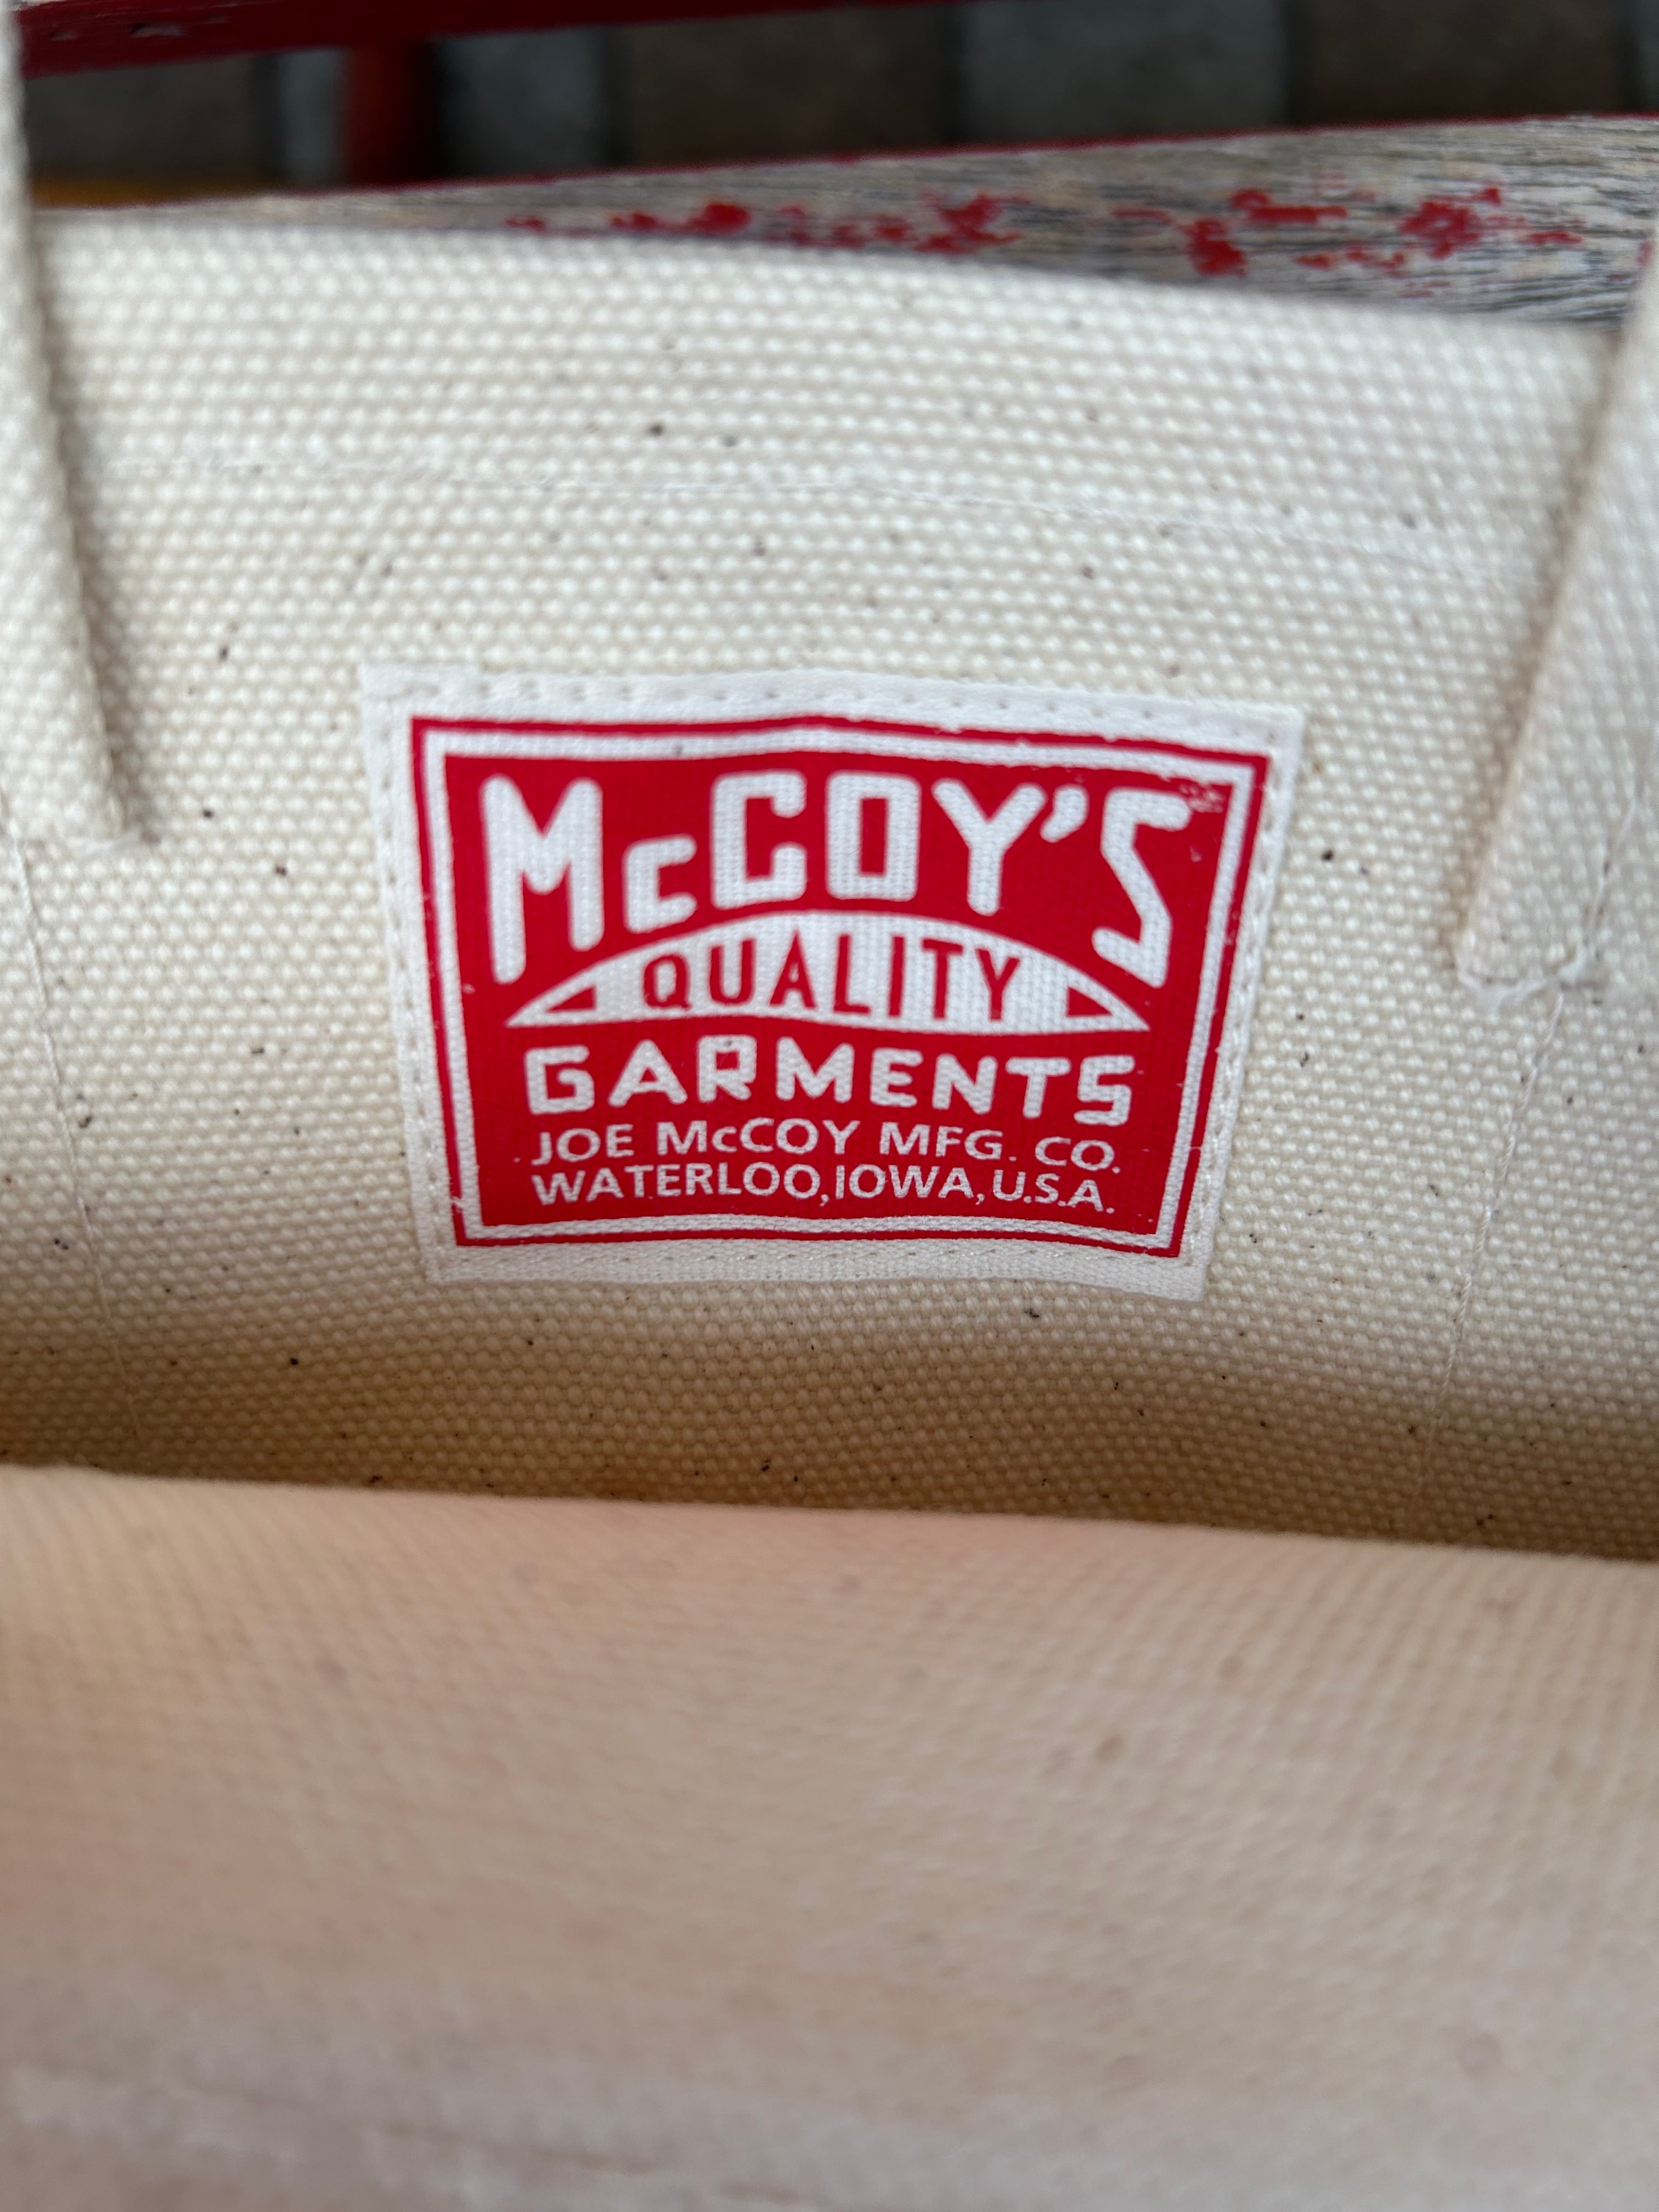 McCOY'S
QUALITY
GARMENTS
JOE McCOY MFG. CO.
WATERLOO, IOWA, U.S.A.